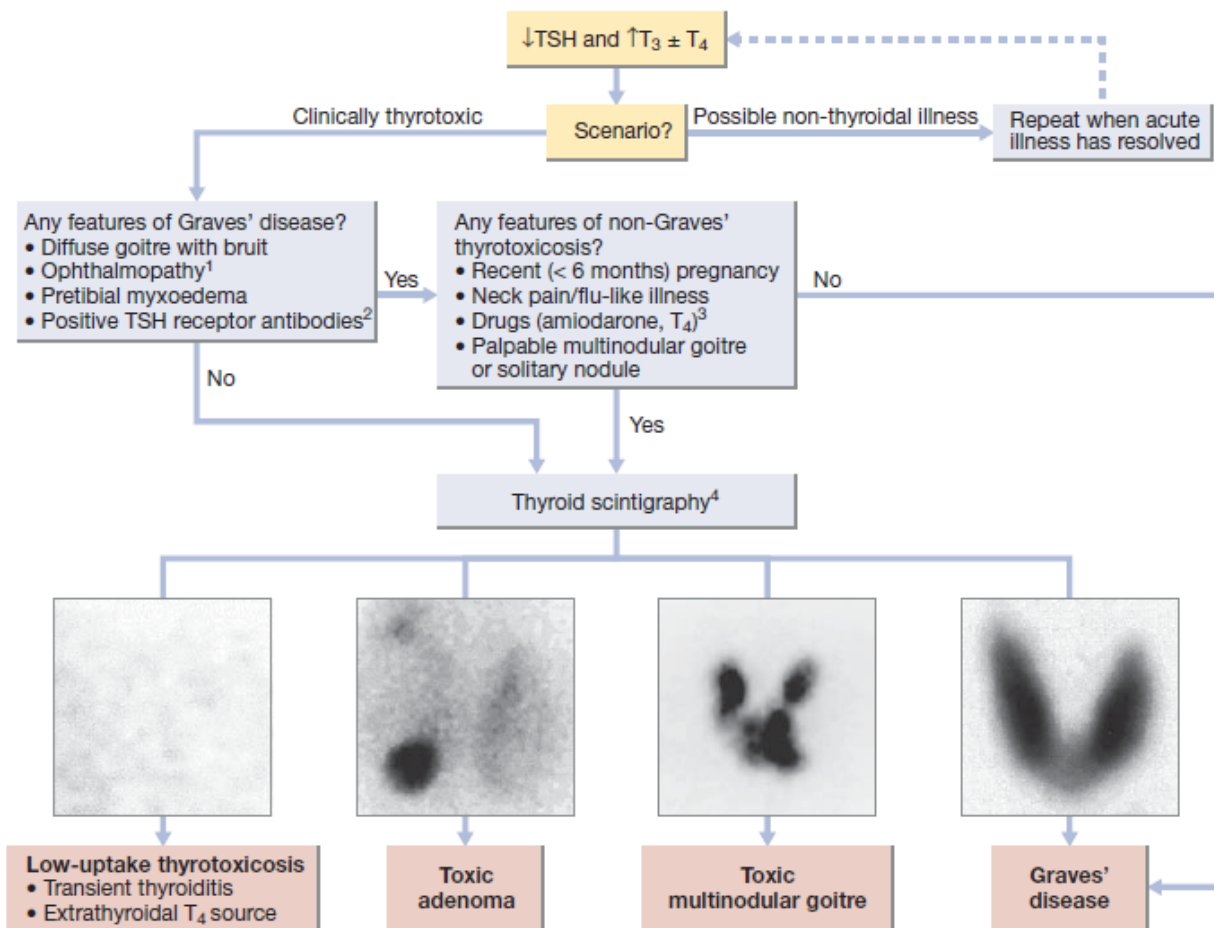 ↓TSH and ↑T₃ ± T₄
Clinically thyrotoxic
Scenario?
Possible non-thyroidal illness
Repeat when acute
illness has resolved
Any features of Graves’ disease?
• Diffuse goitre with bruit
• Ophthalmopathy¹
• Pretibial myxoedema
• Positive TSH receptor antibodies²
Yes
No
Any features of non-Graves’
thyrotoxicosis?
• Recent (< 6 months) pregnancy
• Neck pain/flu-like illness
• Drugs (amiodarone, T₄)³
• Palpable multinodular goitre
or solitary nodule
No
Yes
Thyroid scintigraphy⁴
Low-uptake thyrotoxicosis
• Transient thyroiditis
• Extrathyroidal T₄ source
Toxic
adenoma
Toxic
multinodular goitre
Graves’
disease